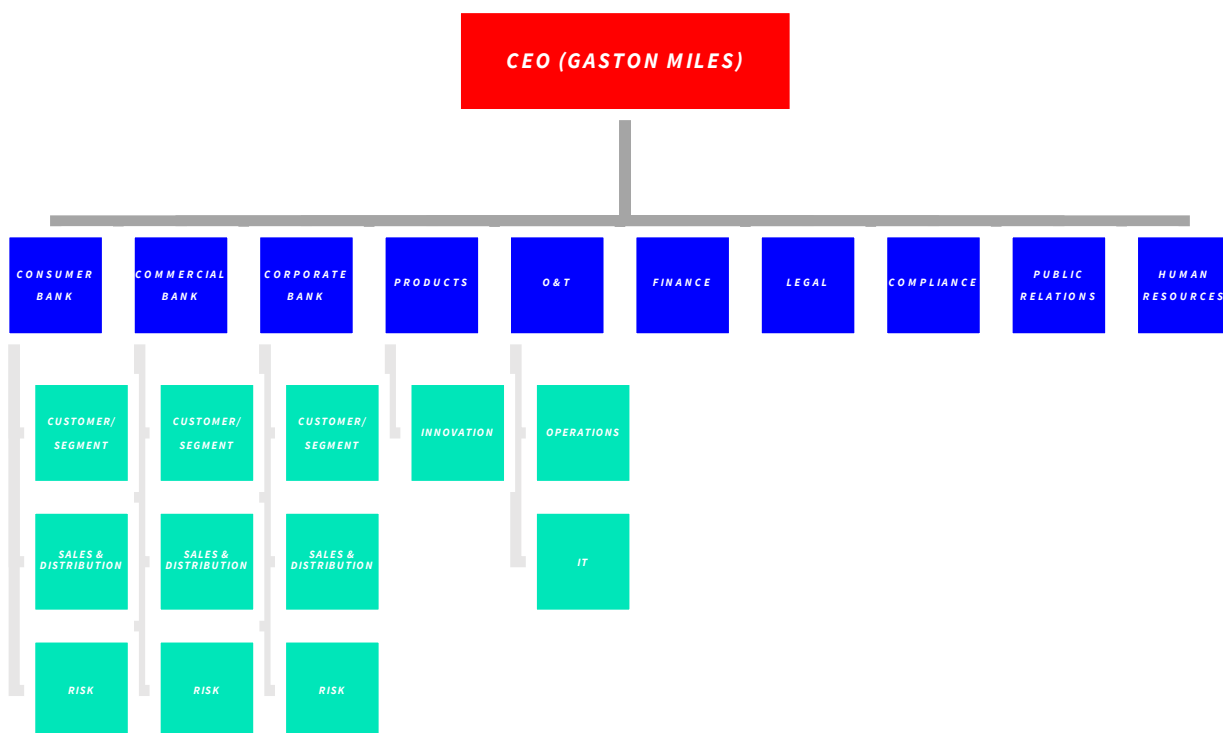 CEO (GASTON MILES)
CONSUMER
BANK
COMMERCIAL
BANK
CORPORATE
BANK
PRODUCTS
O&T
FINANCE
LEGAL
COMPLIANCE
PUBLIC
RELATIONS
HUMAN
RESOURCES
CUSTOMER/
SEGMENT
CUSTOMER/
SEGMENT
CUSTOMER/
SEGMENT
INNOVATION
OPERATIONS
SALES &
DISTRIBUTION
SALES &
DISTRIBUTION
SALES &
DISTRIBUTION
IT
RISK
RISK
RISK